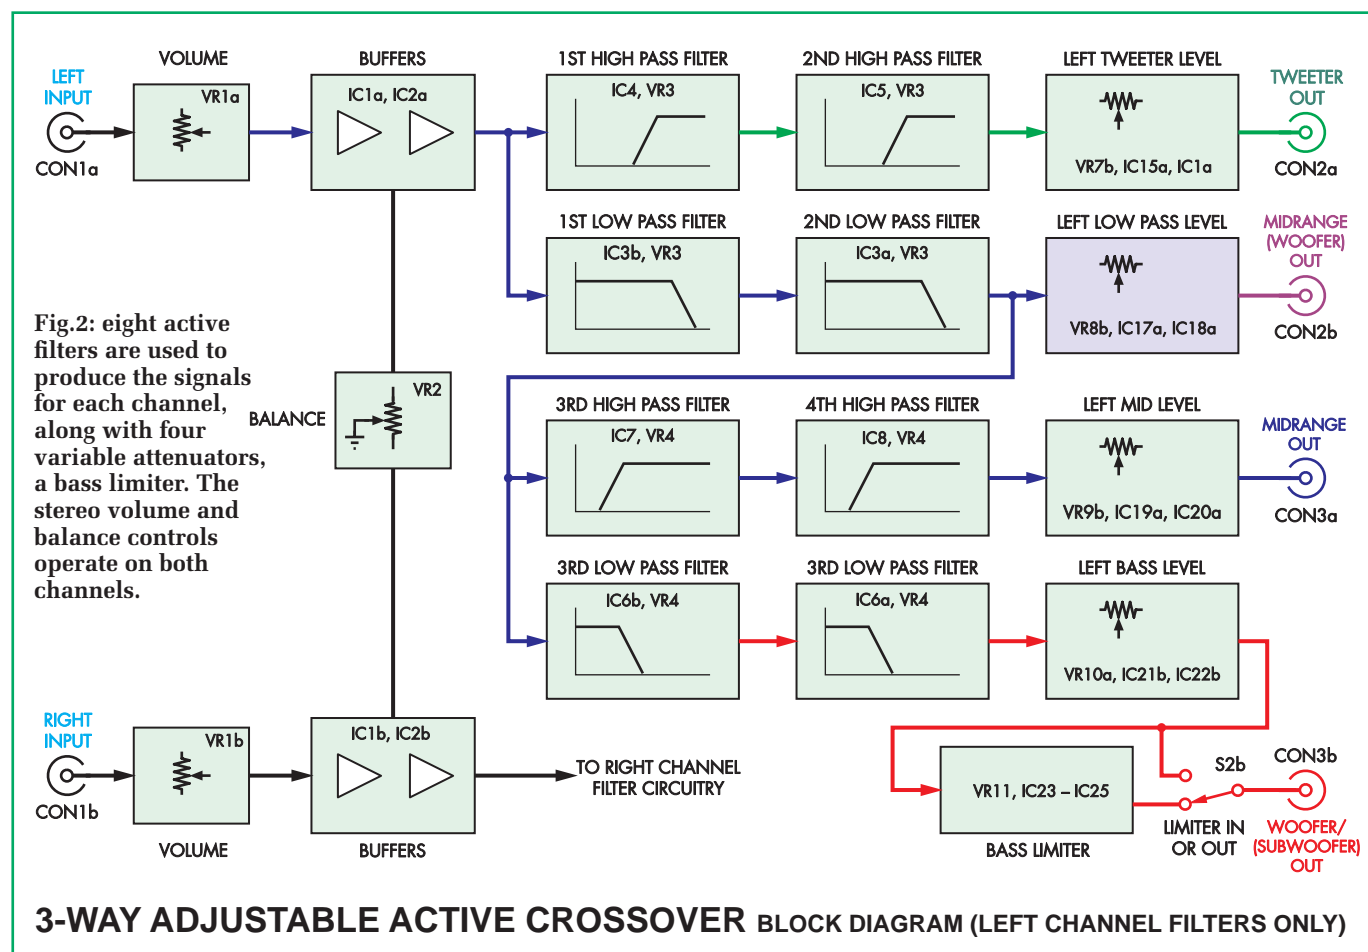 VOLUME
BUFFERS
1ST HIGH PASS FILTER
2ND HIGH PASS FILTER
LEFT TWEETER LEVEL
LEFT
INPUT
CON1a
VR1a
IC1a, IC2a
IC4, VR3
IC5, VR3
VR7b, IC15a, IC1a
TWEETER
OUT
CON2a
1ST LOW PASS FILTER
2ND LOW PASS FILTER
LEFT LOW PASS LEVEL
IC3b, VR3
IC3a, VR3
VR8b, IC17a, IC18a
MIDRANGE
(WOOFER)
OUT
CON2b
Fig.2: eight active
filters are used to
produce the signals
for each channel,
along with four
variable attenuators,
a bass limiter. The
stereo volume and
balance controls
operate on both
channels.
BALANCE
VR2
3RD HIGH PASS FILTER
4TH HIGH PASS FILTER
LEFT MID LEVEL
IC7, VR4
IC8, VR4
VR9b, IC19a, IC20a
MIDRANGE
OUT
CON3a
3RD LOW PASS FILTER
3RD LOW PASS FILTER
LEFT BASS LEVEL
IC6b, VR4
IC6a, VR4
VR10a, IC21b, IC22b
RIGHT
INPUT
CON1b
VR1b
VOLUME
IC1b, IC2b
BUFFERS
TO RIGHT CHANNEL
FILTER CIRCUITRY
VR11, IC23 – IC25
BASS LIMITER
S2b
LIMITER IN
OR OUT
CON3b
WOOFER/
(SUBWOOFER)
OUT
3-WAY ADJUSTABLE ACTIVE CROSSOVER BLOCK DIAGRAM (LEFT CHANNEL FILTERS ONLY)